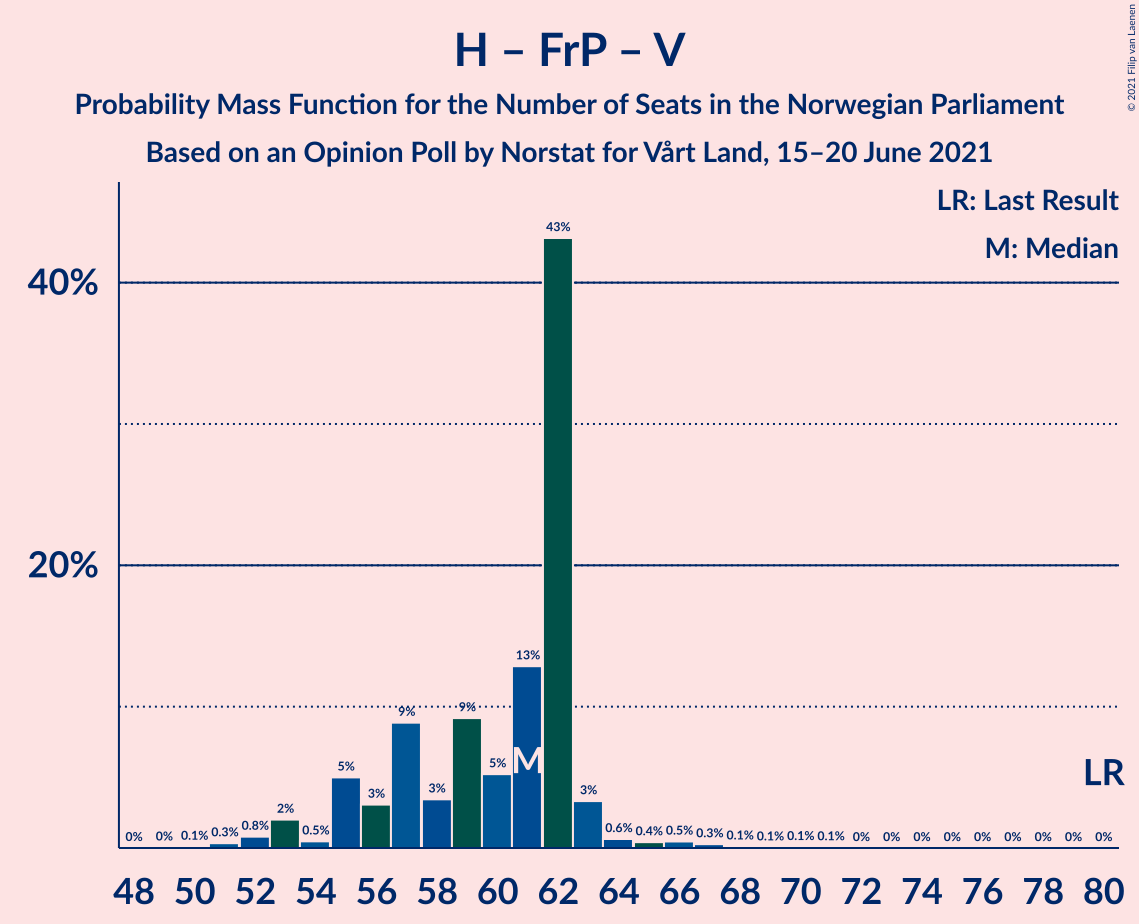 H – FrP – V
Probability Mass Function for the Number of Seats in the Norwegian Parliament
Based on an Opinion Poll by Norstat for Vårt Land, 15–20 June 2021
© 2021 Filip van Laenen
LR: Last Result
M: Median
40%
20%
0% 0% 0.1% 0.3% 0.8% 2% 0.5% 5% 3% 9% 3% 9% 5% 13% 43% 3% 0.6% 0.4% 0.5% 0.3% 0.1% 0.1% 0.1% 0.1% 0% 0% 0% 0% 0% 0% 0% 0% 0%
M
LR
48 50 52 54 56 58 60 62 64 66 68 70 72 74 76 78 80